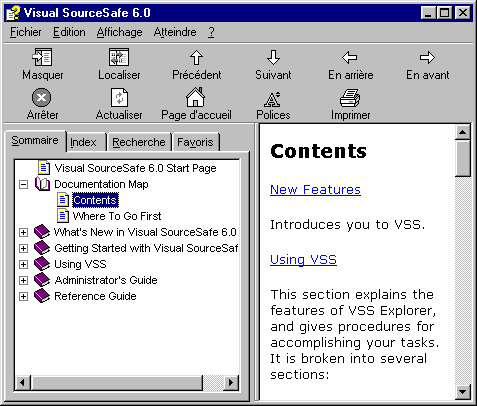 Visual SourceSafe 6.0
Fichier Edition Affichage Atteindre ?
Masquer Localiser Précédent Suivant En arrière En avant
Arrêter Actualiser Page d'accueil Polices Imprimer
Sommaire Index Recherche Favoris
Visual SourceSafe 6.0 Start Page
Documentation Map
Contents
Where To Go First
What's New in Visual SourceSafe 6.0
Getting Started with Visual SourceSaf
Using VSS
Administrator's Guide
Reference Guide
Contents
New Features
Introduces you to VSS.
Using VSS
This section explains the
features of VSS Explorer,
and gives procedures for
accomplishing your tasks.
It is broken into several
sections: